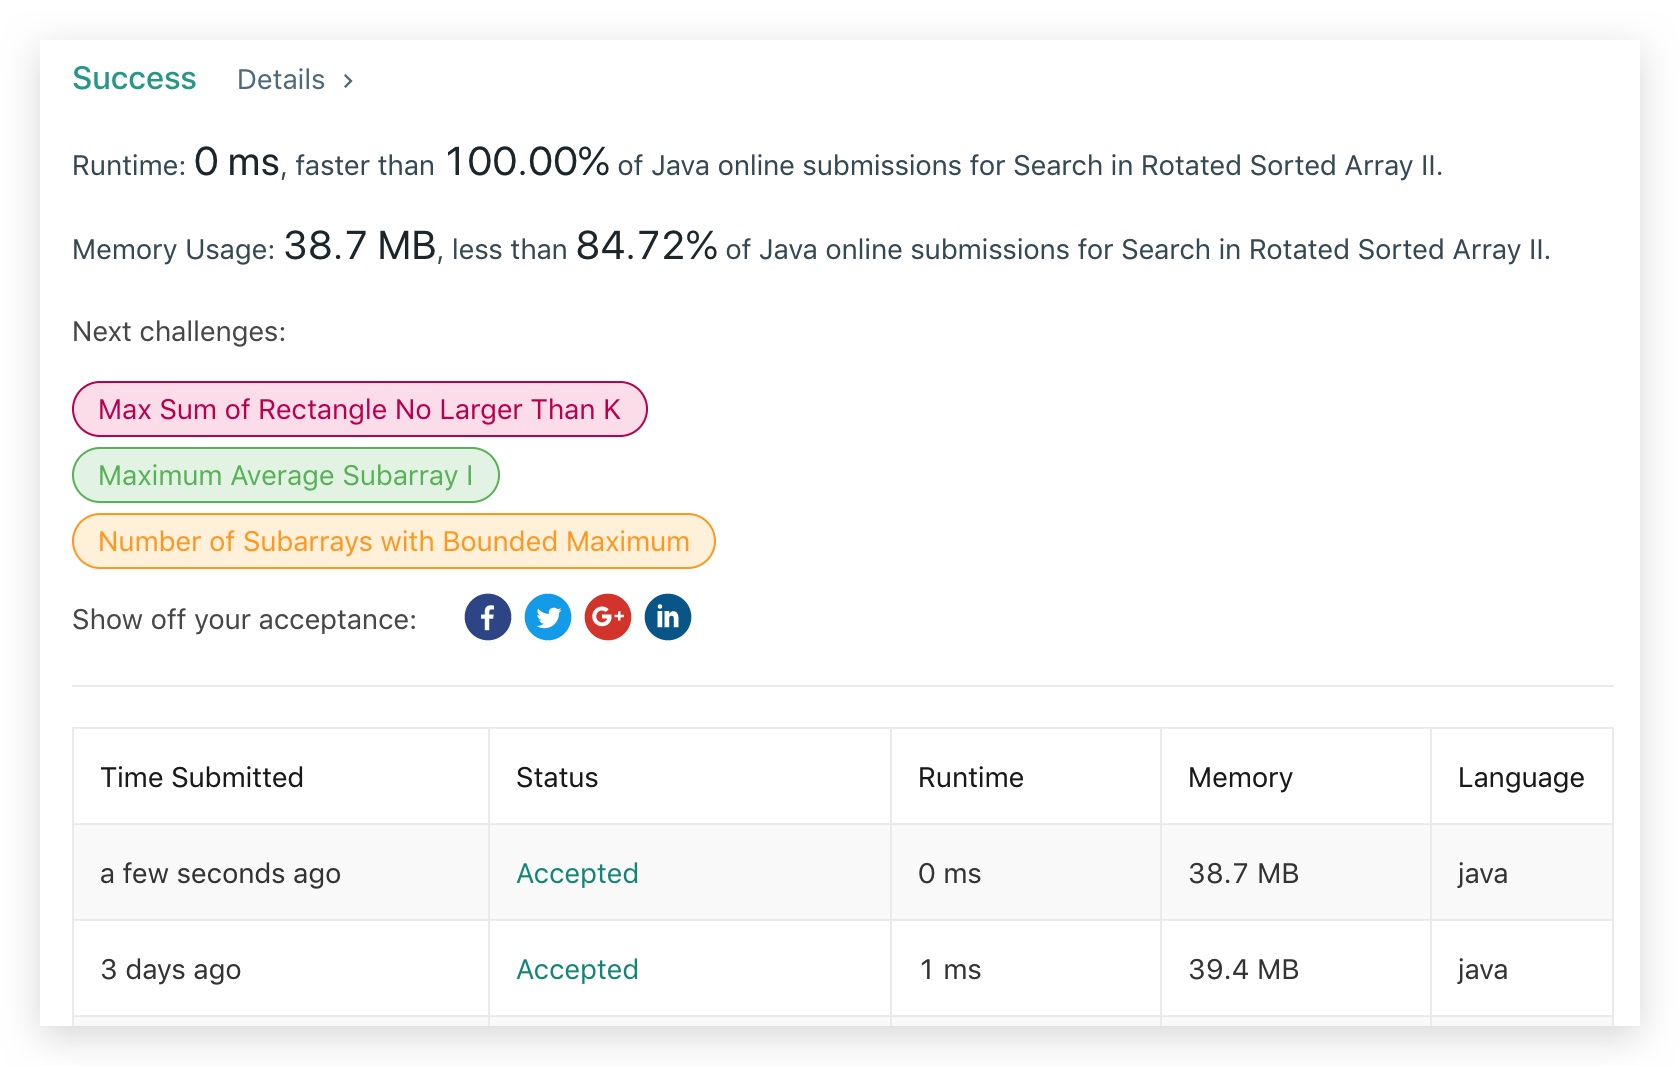 Success Details >
Runtime: 0 ms, faster than 100.00% of Java online submissions for Search in Rotated Sorted Array II.
Memory Usage: 38.7 MB, less than 84.72% of Java online submissions for Search in Rotated Sorted Array II.
Next challenges:
Max Sum of Rectangle No Larger Than K
Maximum Average Subarray I
Number of Subarrays with Bounded Maximum
Show off your acceptance: f G+ in
Time Submitted Status Runtime Memory Language
a few seconds ago Accepted 0 ms 38.7 MB java
3 days ago Accepted 1 ms 39.4 MB java